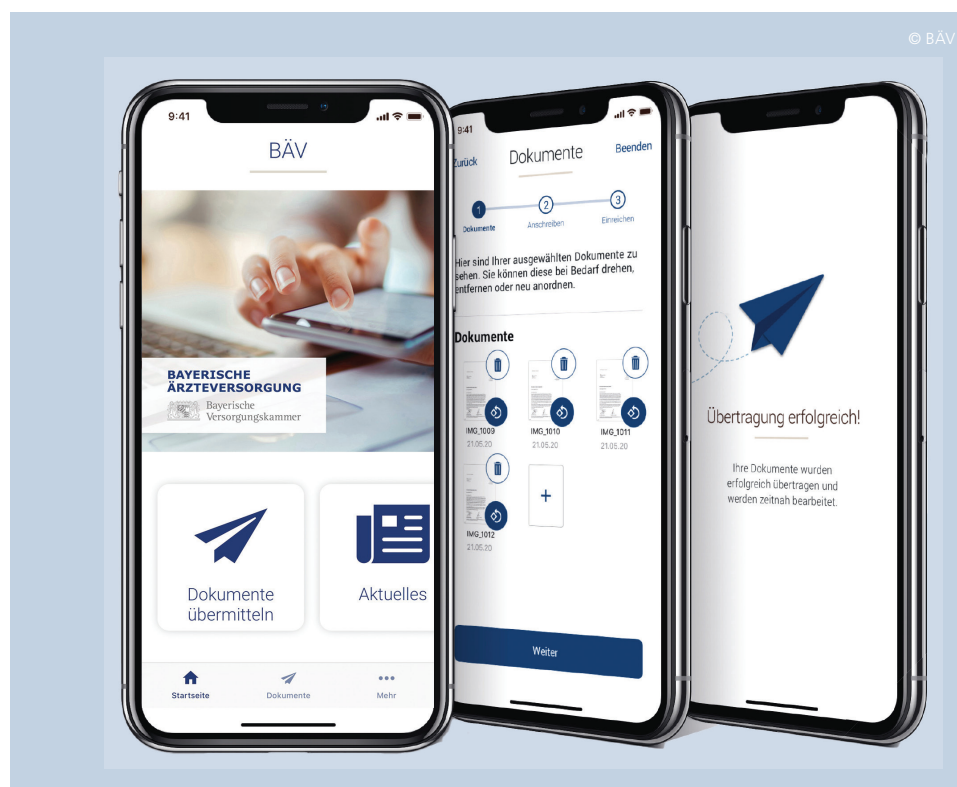 © BÄV
9:41
BÄV
BAYERISCHE
ÄRZTEVERSORGUNG
Bayerische
Versorgungskammer
Dokumente
übermitteln
Aktuelles
Startseite
Dokumente
Mehr
9:41
Zurück
Dokumente
Beenden
1
2
3
Dokumente
Anschreiben
Einreichen
Hier sind Ihrer ausgewählten Dokumente zu
sehen. Sie können diese bei Bedarf drehen,
entfernen oder neu anordnen.
Dokumente
IMG_1009
21.05.20
IMG_1010
21.05.20
IMG_1011
21.05.20
IMG_1012
21.05.20
+
Weiter
Übertragung erfolgreich!
Ihre Dokumente wurden
erfolgreich übertragen und
werden zeitnah bearbeitet.